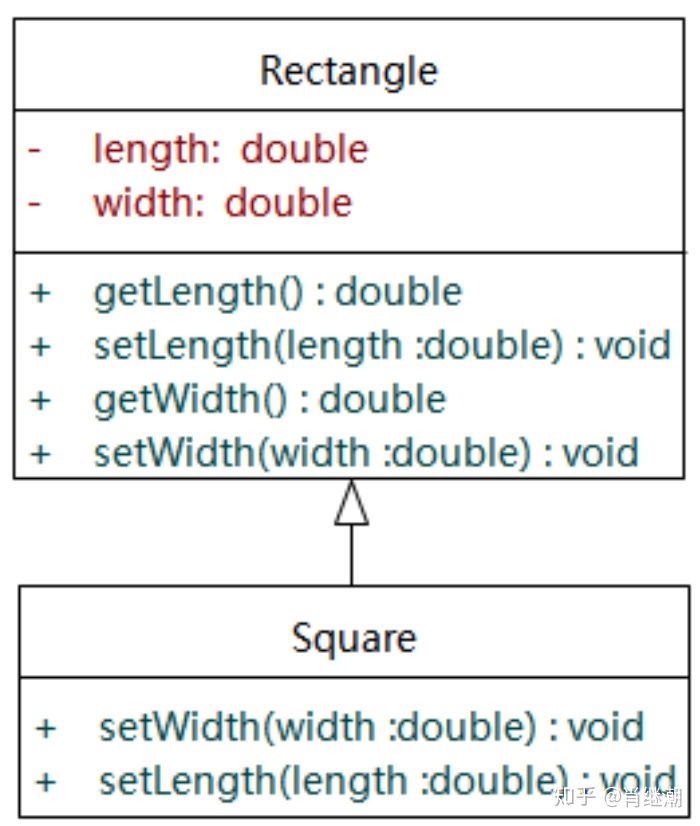 Rectangle
- length: double
- width: double
+ getLength() : double
+ setLength(length :double) : void
+ getWidth() : double
+ setWidth(width :double) : void
Square
+ setWidth(width :double) : void
+ setLength(length :double) : void
知乎 @肖继潮